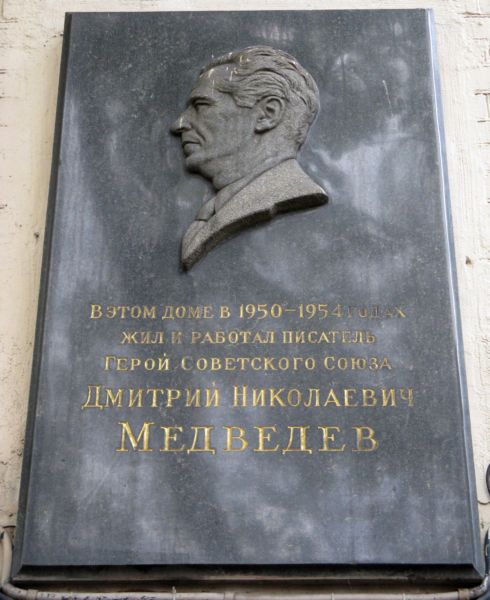 В ЭТОМ ДОМЕ В 1950–1954 ГОДАХ
ЖИЛ И РАБОТАЛ ПИСАТЕЛЬ
ГЕРОЙ СОВЕТСКОГО СОЮЗА
ДМИТРИЙ НИКОЛАЕВИЧ
МЕДВЕДЕВ